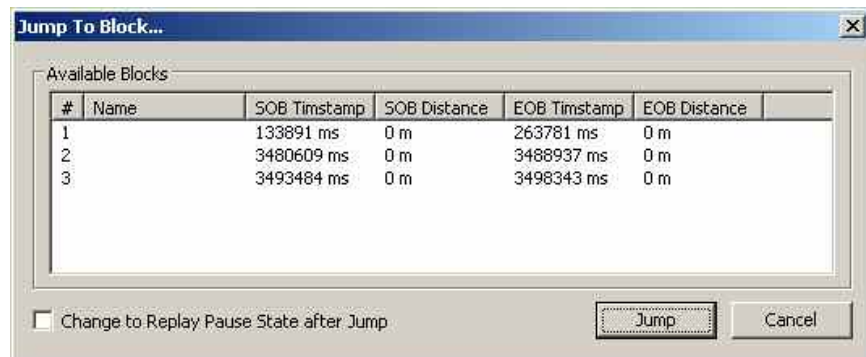 Jump To Block...
Available Blocks
# Name SOB Timstamp SOB Distance EOB Timstamp EOB Distance
1 133891 ms 0 m 263781 ms 0 m
2 3480609 ms 0 m 3488937 ms 0 m
3 3493484 ms 0 m 3498343 ms 0 m
Change to Replay Pause State after Jump Jump Cancel